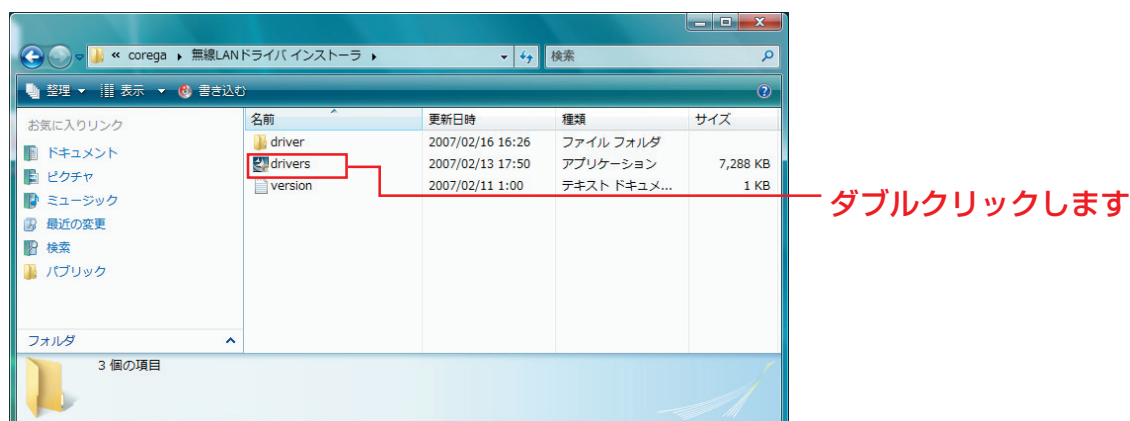 « corega ▸ 無線LANドライバ インストーラ ▸ 検索
整理 ▼ 表示 ▼ 書き込む
お気に入りリンク
ドキュメント
ピクチャ
ミュージック
最近の変更
検索
パブリック
フォルダ
名前 更新日時 種類 サイズ
driver 2007/02/16 16:26 ファイル フォルダ
drivers 2007/02/13 17:50 アプリケーション 7,288 KB
version 2007/02/11 1:00 テキスト ドキュメ... 1 KB
ダブルクリックします
3 個の項目